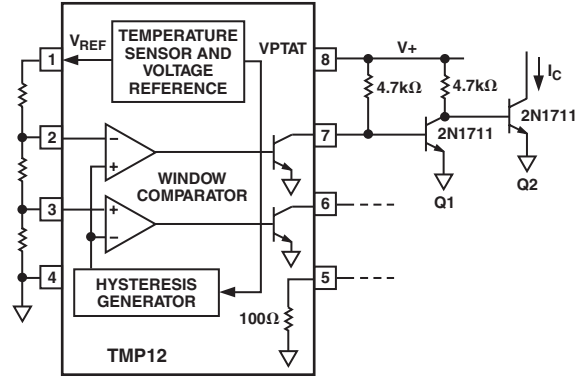 TEMPERATURE
SENSOR AND
VOLTAGE
REFERENCE
VREF
VPTAT
1
2
3
4
8
7
6
5
V+
IC
4.7kΩ
4.7kΩ
2N1711
2N1711
Q1
Q2
–
+
+
–
WINDOW
COMPARATOR
HYSTERESIS
GENERATOR
100Ω
TMP12